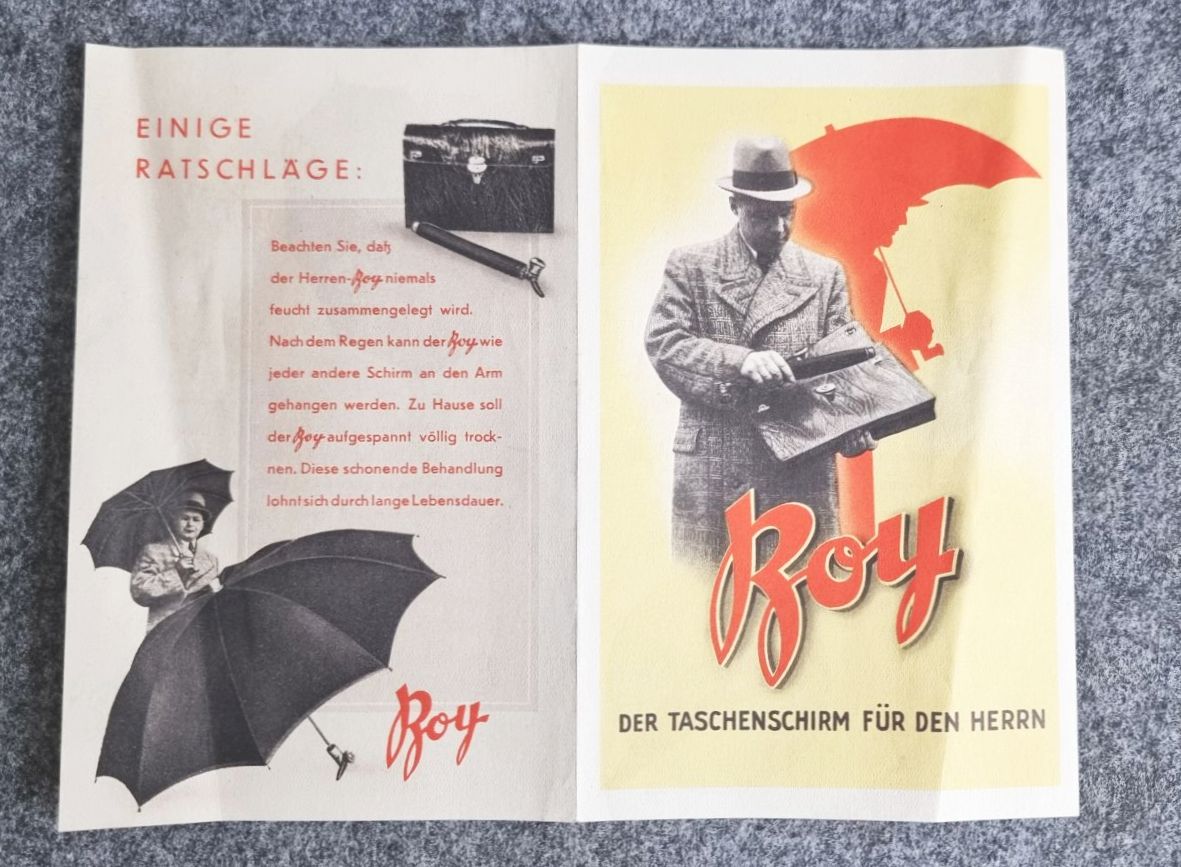 EINIGE
RATSCHLÄGE:
Beachten Sie, daß
der Herren-Roy niemals
feucht zusammengelegt wird.
Nach dem Regen kann der Roy wie
jeder andere Schirm an den Arm
gehangen werden. Zu Hause soll
der Roy aufgespannt völlig trock-
nen. Diese schonende Behandlung
lohnt sich durch lange Lebensdauer.
Roy
Roy
DER TASCHENSCHIRM FÜR DEN HERRN